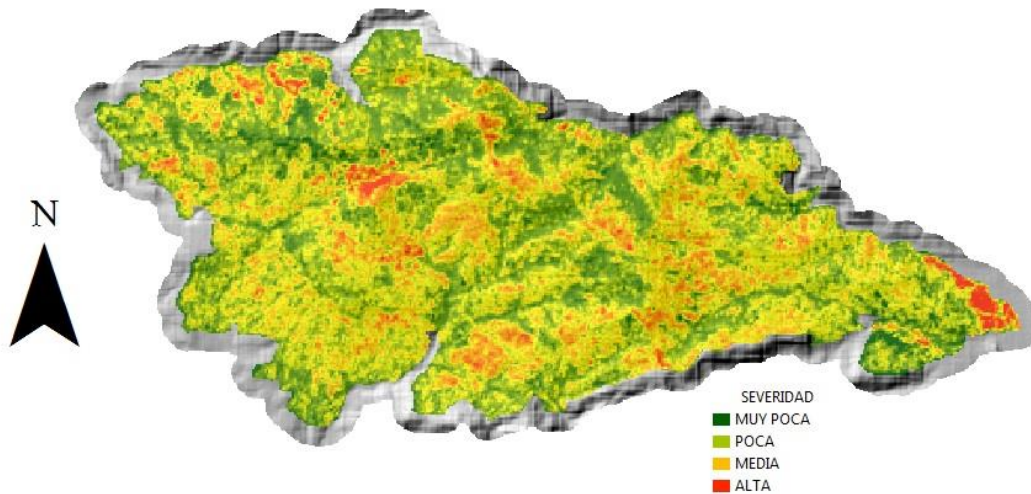 N
SEVERIDAD
MUY POCA
POCA
MEDIA
ALTA